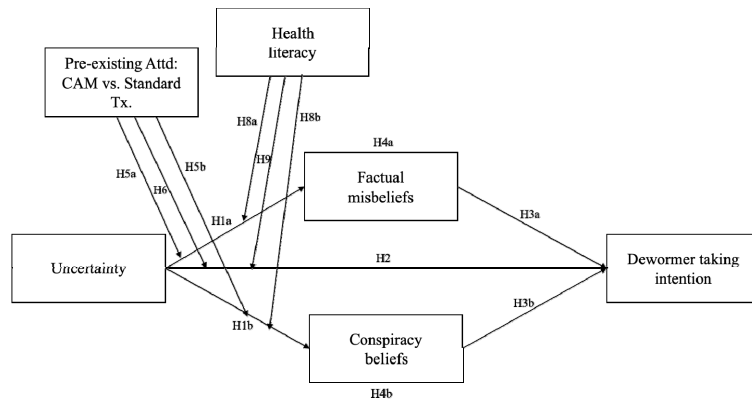 Health
literacy
Pre-existing Attd:
CAM vs. Standard
Tx.
H8a
H8b
H4a
H9
H5b
H5a
H6
Factual
misbeliefs
H1a
H3a
Uncertainty
H2
Dewormer taking
intention
H3b
H1b
Conspiracy
beliefs
H4b